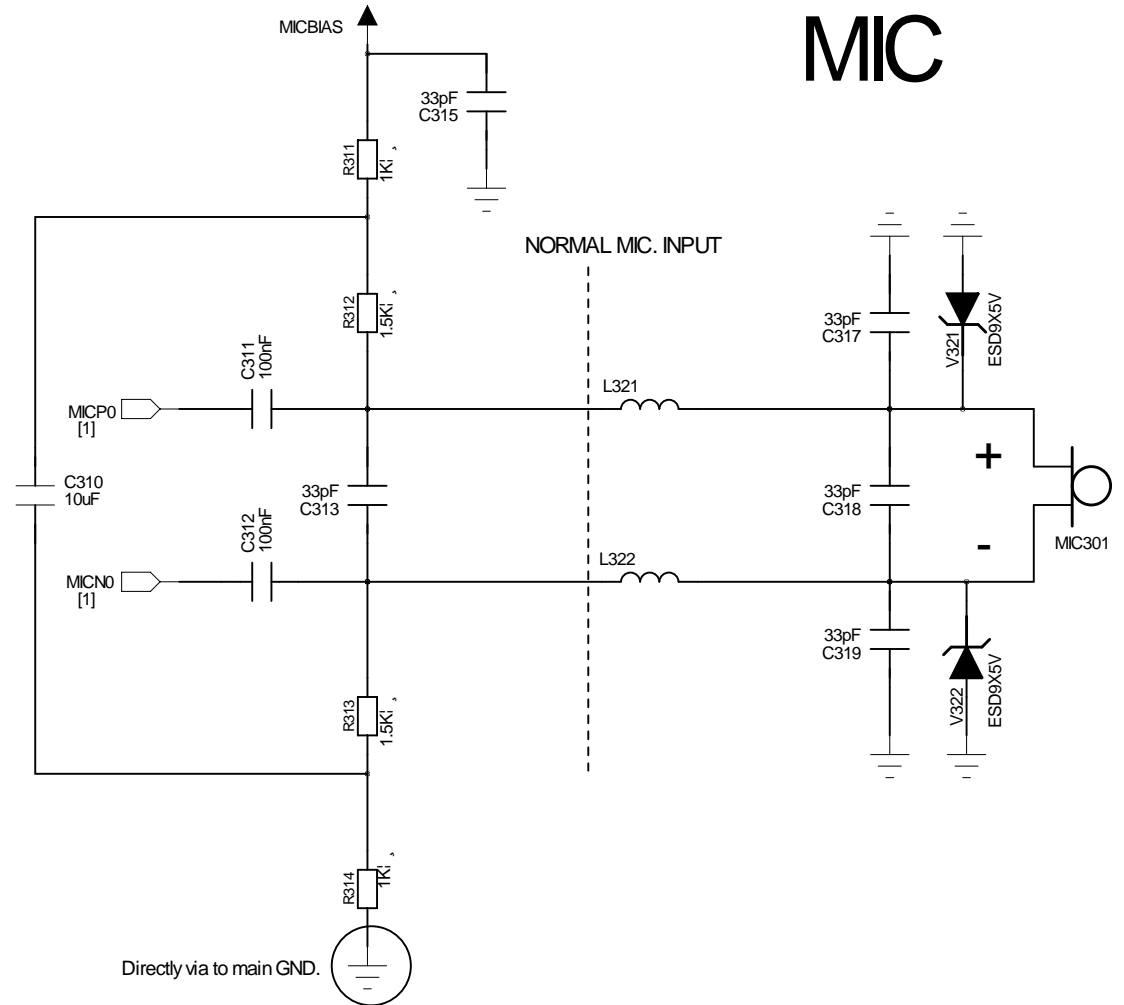 MIC
MICBIAS
33pF
C315
R311
1K
NORMAL MIC. INPUT
R312
1.5K
33pF
C317
V321
ESD9X5V
C311
100nF
L321
MICP0
[1]
+
C310
10uF
33pF
C313
33pF
C318
C312
100nF
-
MIC301
L322
MICN0
[1]
33pF
C319
V322
ESD9X5V
R313
1.5K
R314
1K
Directly via to main GND.